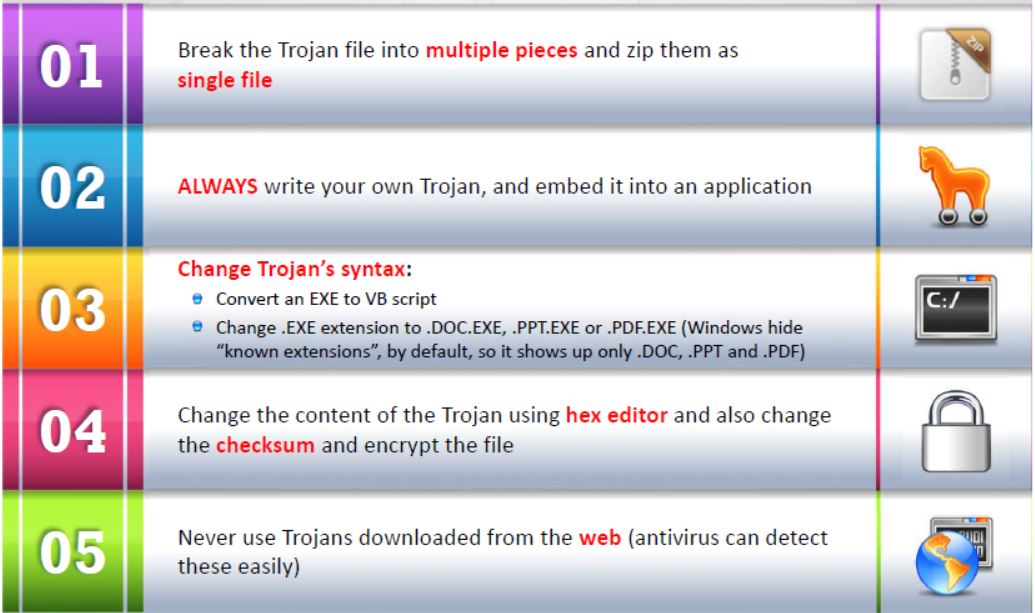 01
Break the Trojan file into multiple pieces and zip them as
single file
ZIP
02
ALWAYS write your own Trojan, and embed it into an application
03
Change Trojan's syntax:
Convert an EXE to VB script
Change .EXE extension to .DOC.EXE, .PPT.EXE or .PDF.EXE (Windows hide
“known extensions”, by default, so it shows up only .DOC, .PPT and .PDF)
C:/
04
Change the content of the Trojan using hex editor and also change
the checksum and encrypt the file
05
Never use Trojans downloaded from the web (antivirus can detect
these easily)